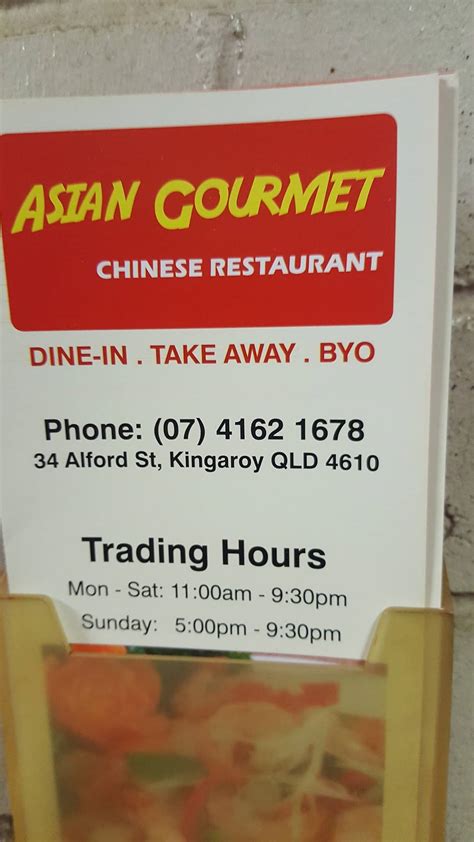 ASIAN GOURMET
CHINESE RESTAURANT
DINE-IN . TAKE AWAY . BYO
Phone: (07) 4162 1678
34 Alford St, Kingaroy QLD 4610
Trading Hours
Mon - Sat: 11:00am - 9:30pm
Sunday: 5:00pm - 9:30pm